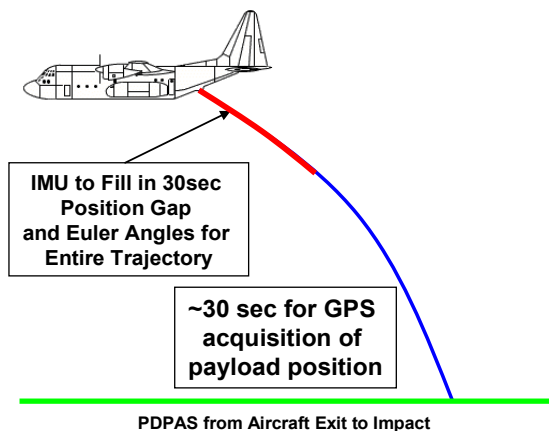 IMU to Fill in 30sec
Position Gap
and Euler Angles for
Entire Trajectory
~30 sec for GPS
acquisition of
payload position
PDPAS from Aircraft Exit to Impact